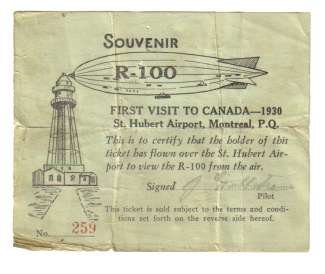 SOUVENIR
R-100
FIRST VISIT TO CANADA—1930
St. Hubert Airport, Montreal, P.Q.
This is to certify that the holder of this
ticket has flown over the St. Hubert Air-
port to view the R-100 from the air.
Signed
Pilot
This ticket is sold subject to the terms and condi-
tions set forth on the reverse side hereof.
No. 259